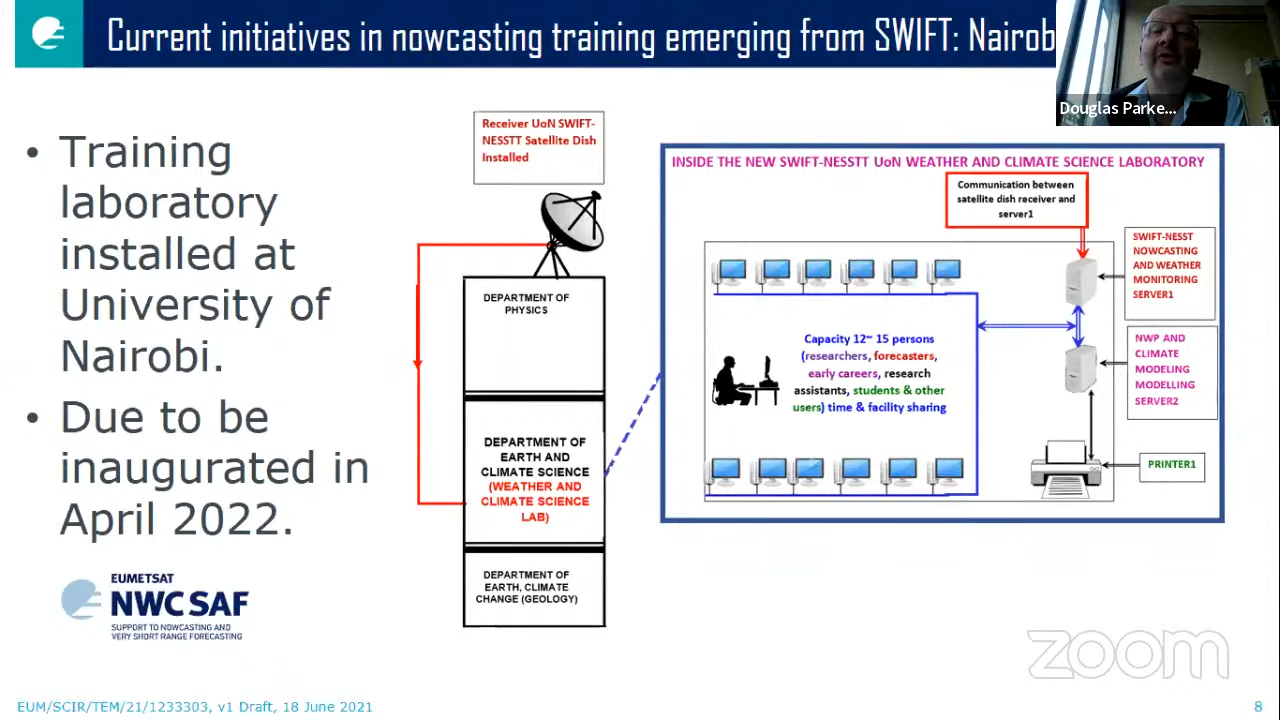 Current initiatives in nowcasting training emerging from SWIFT: Nairob
Douglas Parke...
• Training
laboratory
installed at
University of
Nairobi.
• Due to be
inaugurated in
April 2022.
EUMETSAT
NWC SAF
SUPPORT TO NOWCASTING AND
VERY SHORT RANGE FORECASTING
Receiver UoN SWIFT-
NESSTT Satellite Dish
Installed
DEPARTMENT OF
PHYSICS
DEPARTMENT OF
EARTH AND
CLIMATE SCIENCE
(WEATHER AND
CLIMATE SCIENCE
LAB)
DEPARTMENT OF
EARTH, CLIMATE
CHANGE (GEOLOGY)
INSIDE THE NEW SWIFT-NESSTT UoN WEATHER AND CLIMATE SCIENCE LABORATORY
Communication between
satellite dish receiver and
server1
SWIFT-NESST
NOWCASTING
AND WEATHER
MONITORING
SERVER1
Capacity 12~ 15 persons
(researchers, forecasters,
early careers, research
assistants, students & other
users) time & facility sharing
NWP AND
CLIMATE
MODELING
MODELLING
SERVER2
PRINTER1
zoom
EUM/SCIR/TEM/21/1233303, v1 Draft, 18 June 2021
8